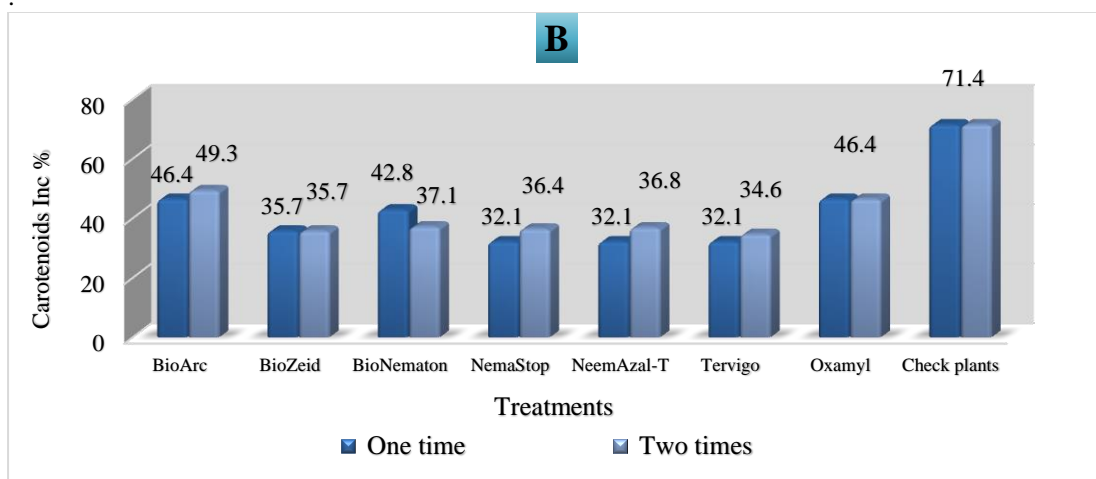 .
B
Carotenoids Inc %
80
60
40
20
0
46.4 49.3
35.7 35.7
42.8 37.1
32.1 36.4
32.1 36.8
32.1 34.6
46.4
71.4
BioArc BioZeid BioNematon NemaStop NeemAzal-T Tervigo Oxamyl Check plants
Treatments
One time Two times